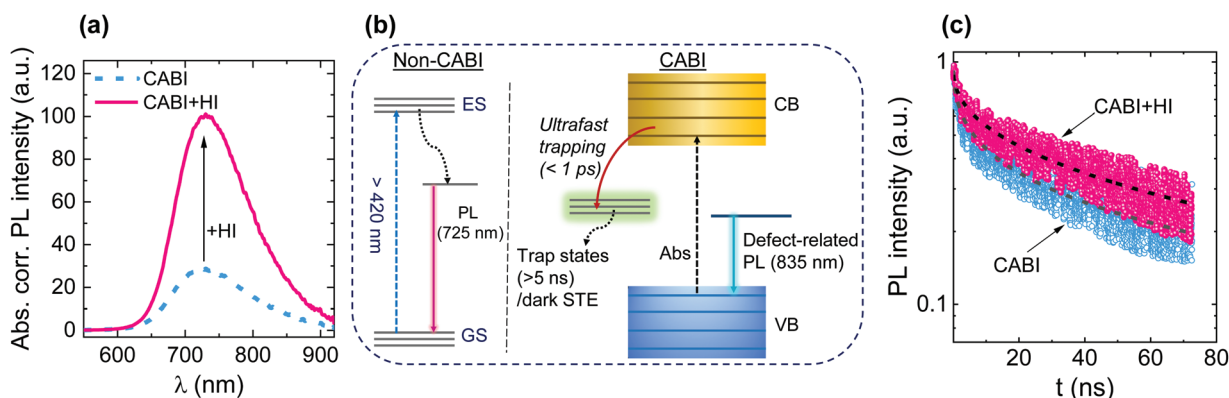 (a)
Abs. corr. PL intensity (a.u.)
120
100
80
60
40
20
0
CABI
CABI+HI
+HI
600
700
800
900
λ (nm)
(b)
Non-CABI
ES
> 420 nm
PL
(725 nm)
GS
CABI
CB
Ultrafast
trapping
(< 1 ps)
Trap states
(>5 ns)
/dark STE
Abs
Defect-related
PL (835 nm)
VB
(c)
PL intensity (a.u.)
1
0.1
CABI+HI
CABI
20
40
60
80
t (ns)